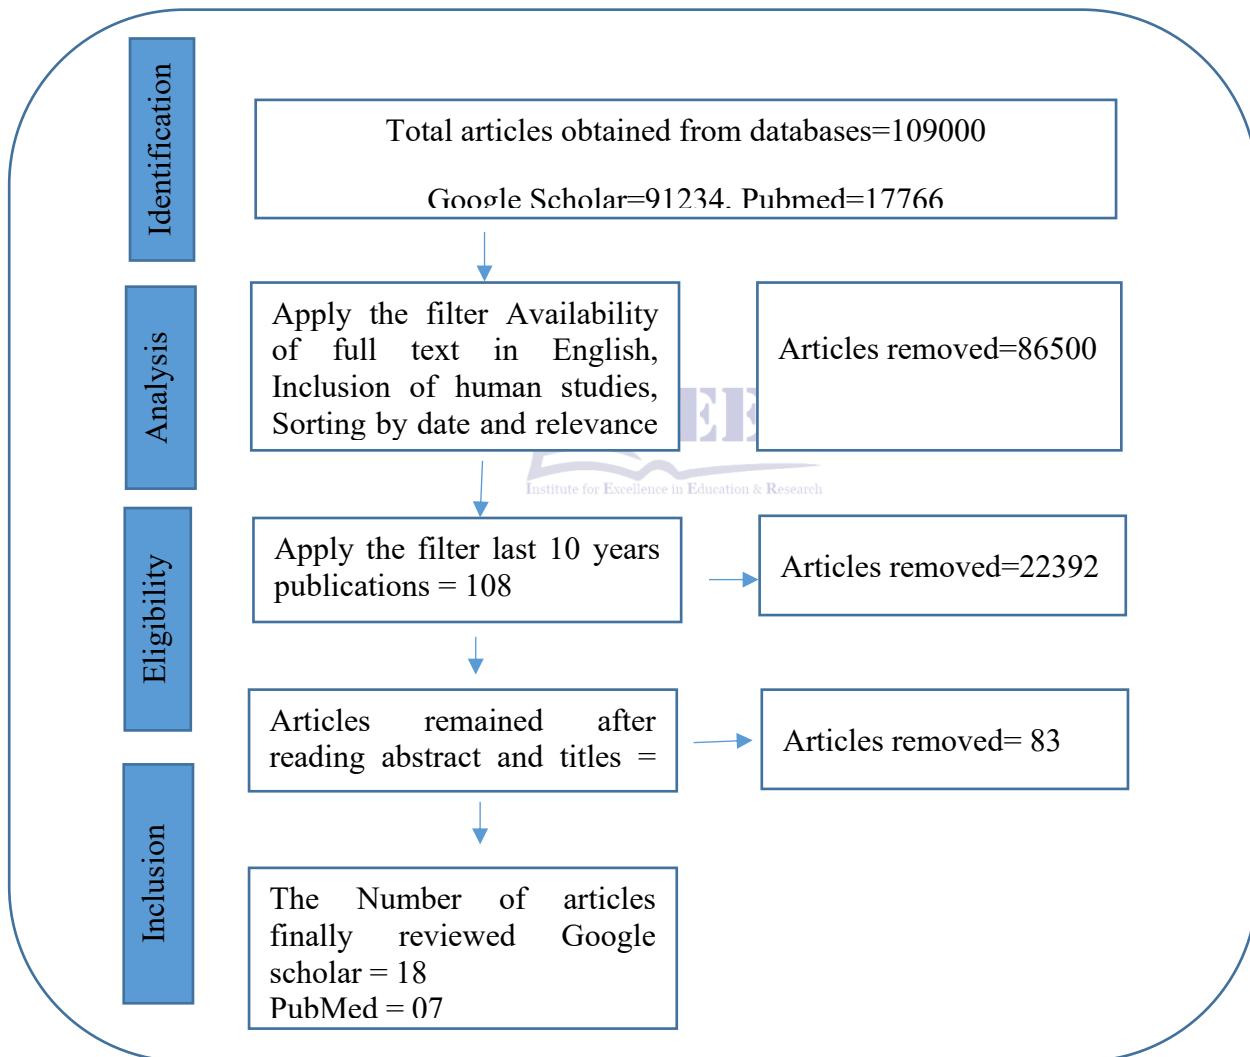 Identification
Total articles obtained from databases=109000
Google Scholar=91234, Pubmed=17766
Analysis
Apply the filter Availability
of full text in English,
Inclusion of human studies,
Sorting by date and relevance
Articles removed=86500
EE
Institute for Excellence in Education & Research
Eligibility
Apply the filter last 10 years
publications = 108
Articles removed=22392
Articles remained after
reading abstract and titles =
Articles removed= 83
Inclusion
The Number of articles
finally reviewed Google
scholar = 18
PubMed = 07